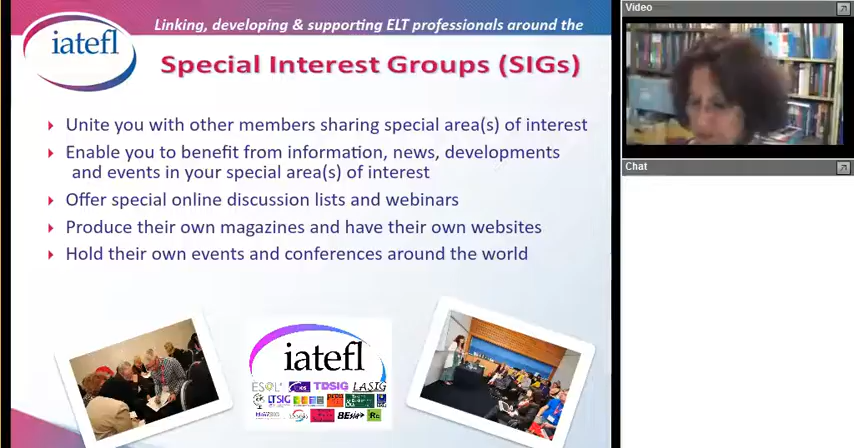 Linking, developing & supporting ELT professionals around the
iatefl
Special Interest Groups (SIGs)
Unite you with other members sharing special area(s) of interest
Enable you to benefit from information, news, developments
and events in your special area(s) of interest
Offer special online discussion lists and webinars
Produce their own magazines and have their own websites
Hold their own events and conferences around the world
iatefl
ESOL
TDSIG
LASIG
LTSIG
BEsig
Video
Chat